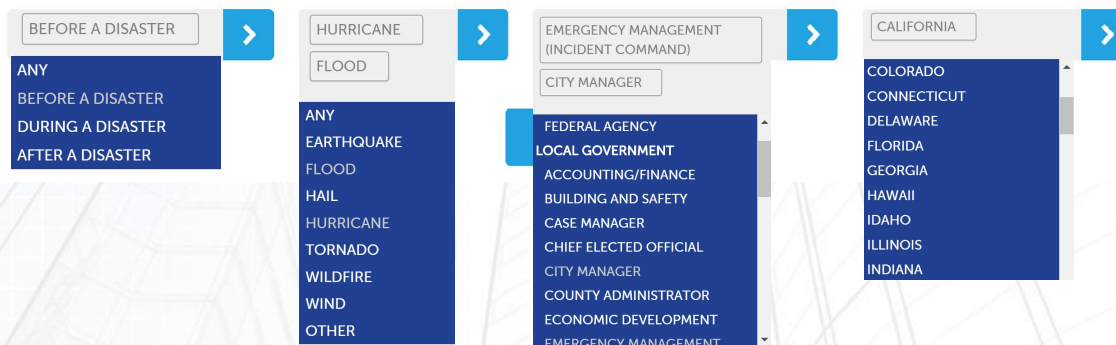 BEFORE A DISASTER
ANY
BEFORE A DISASTER
DURING A DISASTER
AFTER A DISASTER
HURRICANE
FLOOD
ANY
EARTHQUAKE
FLOOD
HAIL
HURRICANE
TORNADO
WILDFIRE
WIND
OTHER
EMERGENCY MANAGEMENT
(INCIDENT COMMAND)
CITY MANAGER
FEDERAL AGENCY
LOCAL GOVERNMENT
ACCOUNTING/FINANCE
BUILDING AND SAFETY
CASE MANAGER
CHIEF ELECTED OFFICIAL
CITY MANAGER
COUNTY ADMINISTRATOR
ECONOMIC DEVELOPMENT
EMERGENCY MANAGEMENT
CALIFORNIA
COLORADO
CONNECTICUT
DELAWARE
FLORIDA
GEORGIA
HAWAII
IDAHO
ILLINOIS
INDIANA